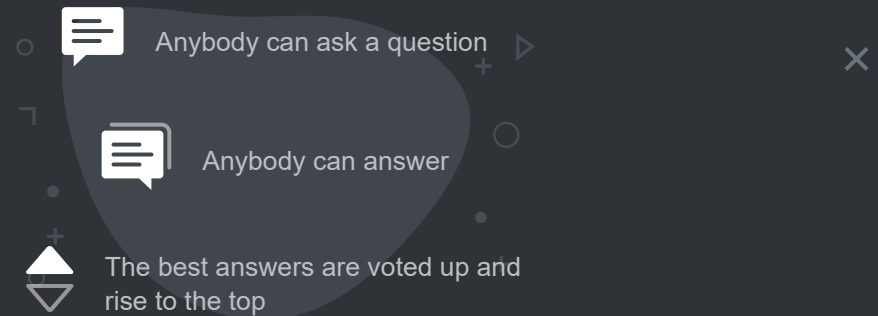 Anybody can ask a question
Anybody can answer
The best answers are voted up and
rise to the top